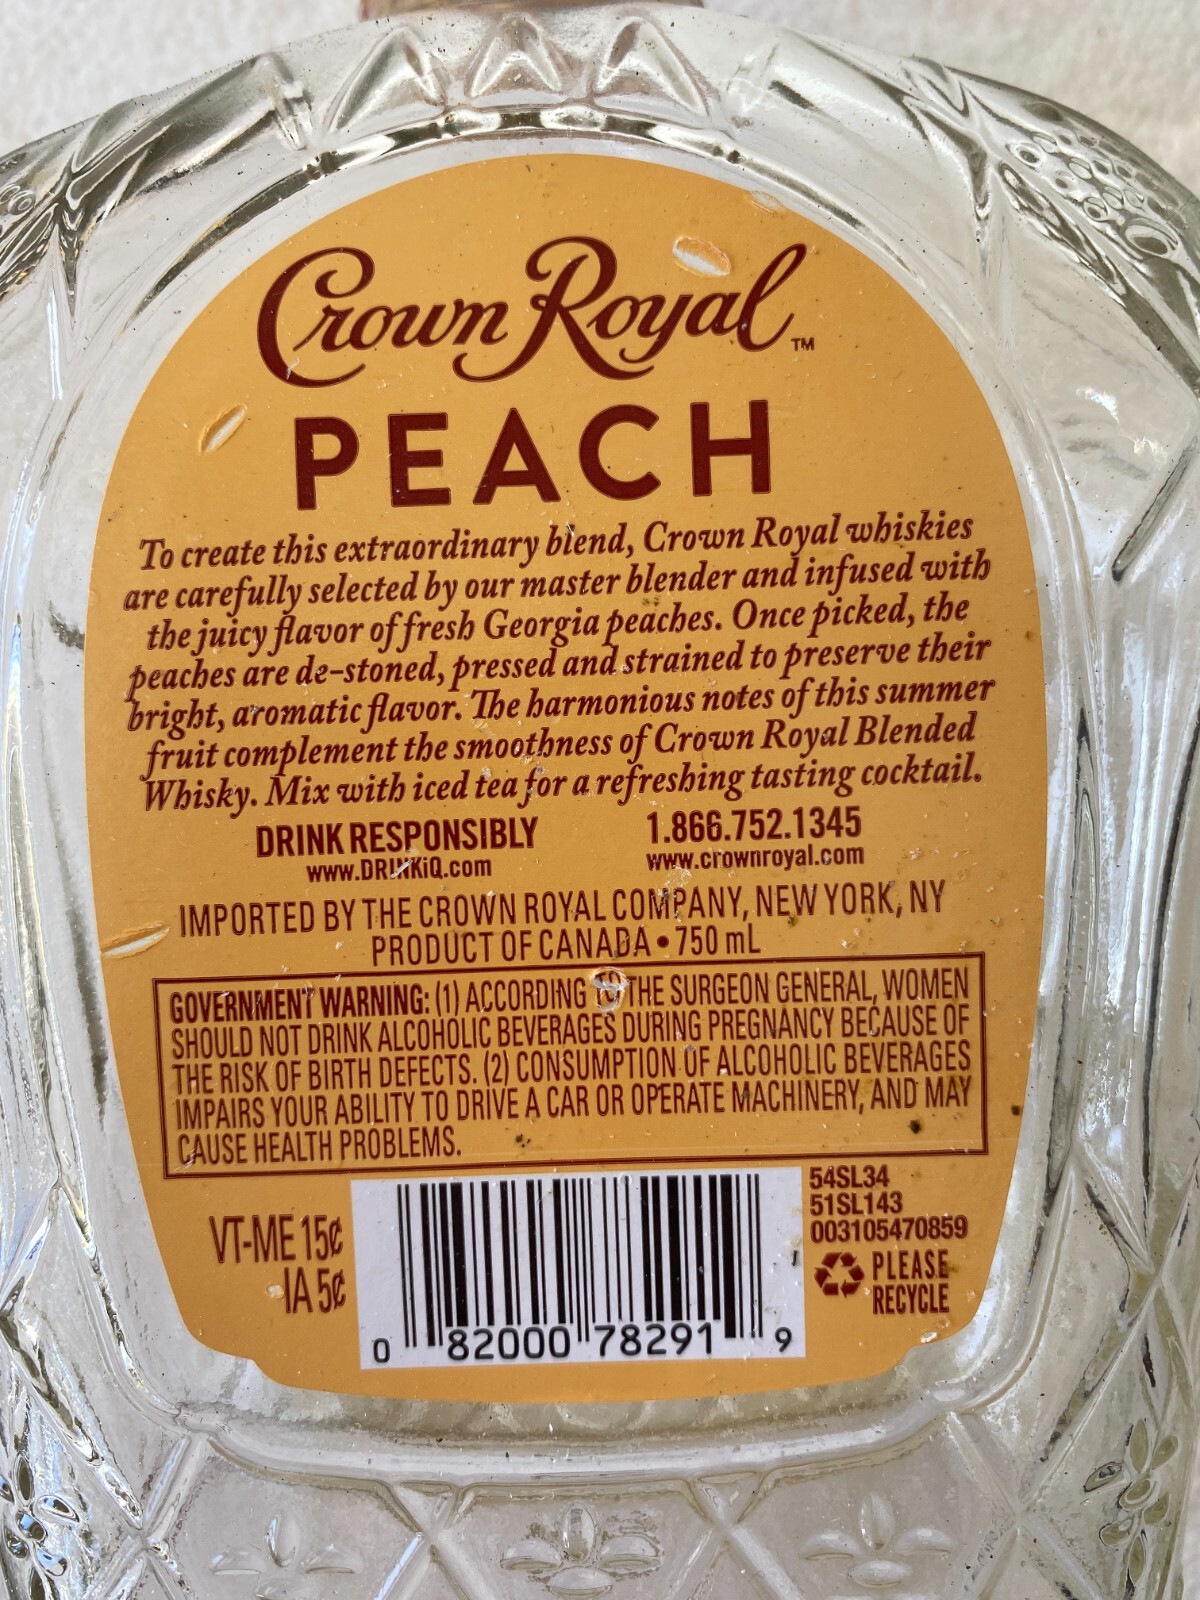 Crown Royal™
PEACH
To create this extraordinary blend, Crown Royal whiskies
are carefully selected by our master blender and infused with
the juicy flavor of fresh Georgia peaches. Once picked, the
peaches are de-stoned, pressed and strained to preserve their
bright, aromatic flavor. The harmonious notes of this summer
fruit complement the smoothness of Crown Royal Blended
Whisky. Mix with iced tea for a refreshing tasting cocktail.
DRINK RESPONSIBLY
www.DRINKiQ.com
1.866.752.1345
www.crownroyal.com
IMPORTED BY THE CROWN ROYAL COMPANY, NEW YORK, NY
PRODUCT OF CANADA • 750 mL
GOVERNMENT WARNING: (1) ACCORDING TO THE SURGEON GENERAL, WOMEN
SHOULD NOT DRINK ALCOHOLIC BEVERAGES DURING PREGNANCY BECAUSE OF
THE RISK OF BIRTH DEFECTS. (2) CONSUMPTION OF ALCOHOLIC BEVERAGES
IMPAIRS YOUR ABILITY TO DRIVE A CAR OR OPERATE MACHINERY, AND MAY
CAUSE HEALTH PROBLEMS.
VT-ME 15¢
IA 5¢
0 82000 78291 9
54SL34
51SL143
003105470859
PLEASE
RECYCLE